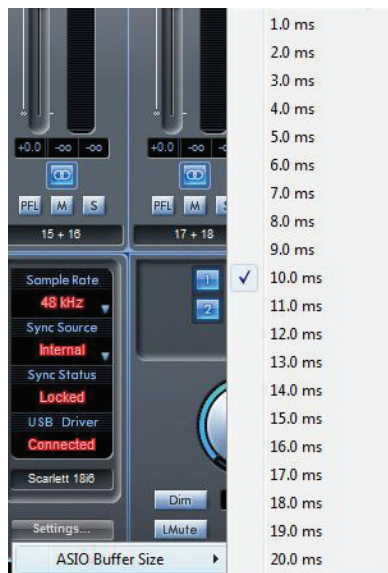 +0.0 -oo -oo
+0.0 -oo -o
PFL M S
PFL M S
15 + 16
17 + 18
Sample Rate
48 kHz
Sync Source
Internal
Sync Status
Locked
USB Driver
Connected
Scarlett 18i6
Settings...
1
2
Dim
LMute
ASIO Buffer Size
1.0 ms
2.0 ms
3.0 ms
4.0 ms
5.0 ms
6.0 ms
7.0 ms
8.0 ms
9.0 ms
10.0 ms
11.0 ms
12.0 ms
13.0 ms
14.0 ms
15.0 ms
16.0 ms
17.0 ms
18.0 ms
19.0 ms
20.0 ms